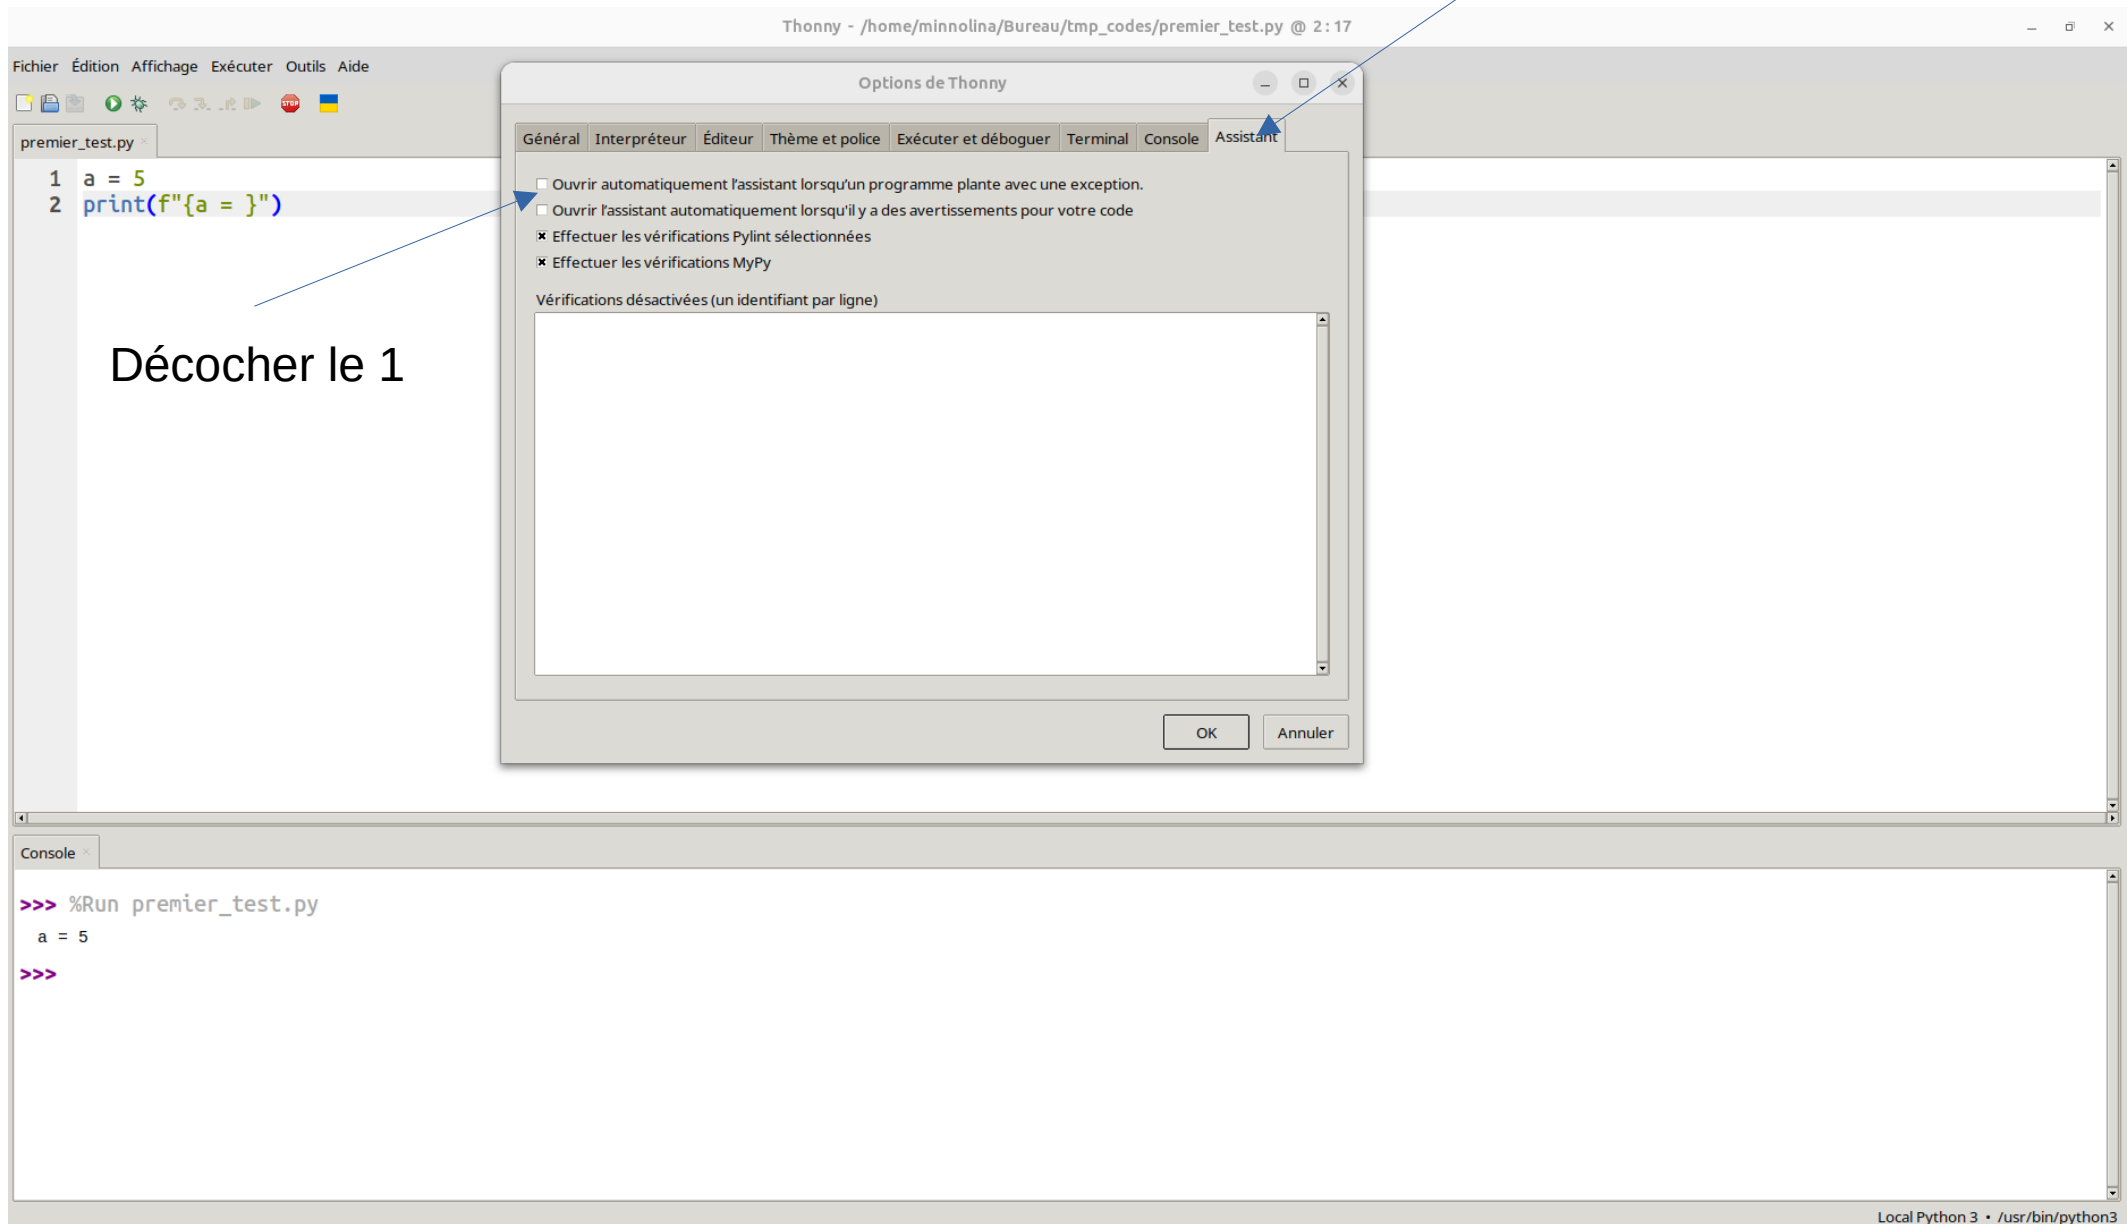 Thonny - /home/minnolina/Bureau/tmp_codes/premier_test.py @ 2:17
Fichier Édition Affichage Exécuter Outils Aide
Options de Thonny
STOP
premier_test.py
Général Interpréteur Éditeur Thème et police Exécuter et déboguer Terminal Console Assistant
1 a = 5
2 print(f"{a = }")
Ouvrir automatiquement l’assistant lorsqu’un programme plante avec une exception.
Ouvrir l’assistant automatiquement lorsqu'il y a des avertissements pour votre code
Effectuer les vérifications Pylint sélectionnées
Effectuer les vérifications MyPy
Vérifications désactivées (un identifiant par ligne)
Décocher le 1
OK Annuler
Console
>>> %Run premier_test.py
a = 5
>>>
Local Python 3 • /usr/bin/python3